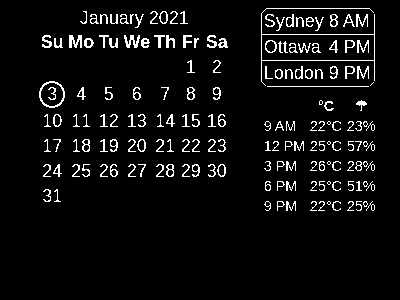 January 2021
Su Mo Tu We Th Fr Sa
1 2
3 4 5 6 7 8 9
10 11 12 13 14 15 16
17 18 19 20 21 22 23
24 25 26 27 28 29 30
31
Sydney 8 AM
Ottawa 4 PM
London 9 PM
°C ☂
9 AM 22°C 23%
12 PM 25°C 57%
3 PM 26°C 28%
6 PM 25°C 51%
9 PM 22°C 25%